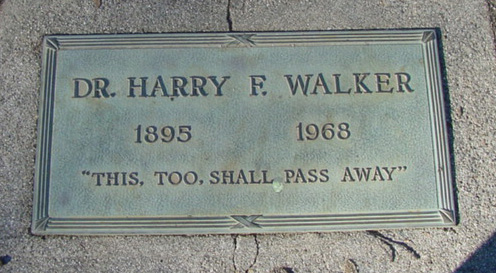 DR. HARRY F. WALKER
1895 1968
"THIS, TOO, SHALL PASS AWAY"